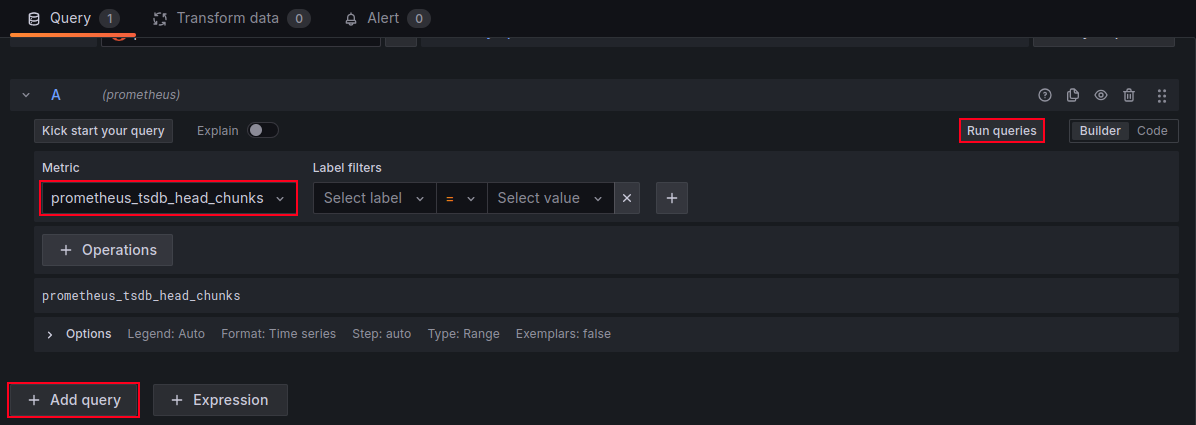 Query 1 Transform data 0 Alert 0
A (prometheus)
Kick start your query Explain Run queries Builder Code
Metric Label filters
prometheus_tsdb_head_chunks Select label = Select value
+ Operations
prometheus_tsdb_head_chunks
Options Legend: Auto Format: Time series Step: auto Type: Range Exemplars: false
+ Add query + Expression